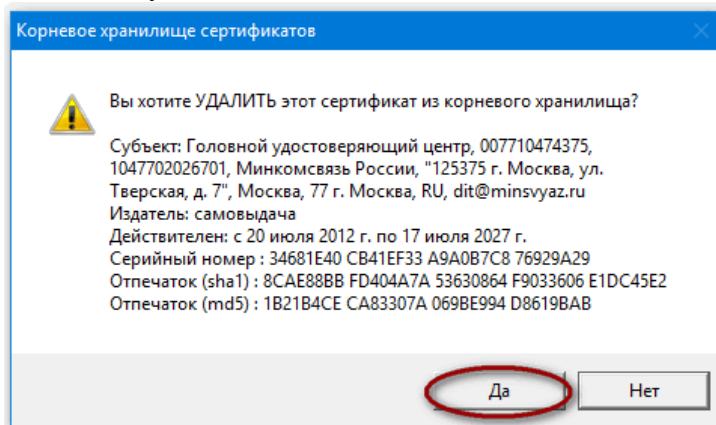 Корневое хранилище сертификатов
Вы хотите УДАЛИТЬ этот сертификат из корневого хранилища?
Субъект: Головной удостоверяющий центр, 007710474375,
1047702026701, Минкомсвязь России, "125375 г. Москва, ул.
Тверская, д. 7", Москва, 77 г. Москва, RU, dit@minsvyaz.ru
Издатель: самовыдача
Действителен: с 20 июля 2012 г. по 17 июля 2027 г.
Серийный номер : 34681E40 CB41EF33 A9A0B7C8 76929A29
Отпечаток (sha1) : 8CAE88BB FD404A7A 53630864 F9033606 E1DC45E2
Отпечаток (md5) : 1B21B4CE CA83307A 069BE994 D8619BAB
Да
Нет